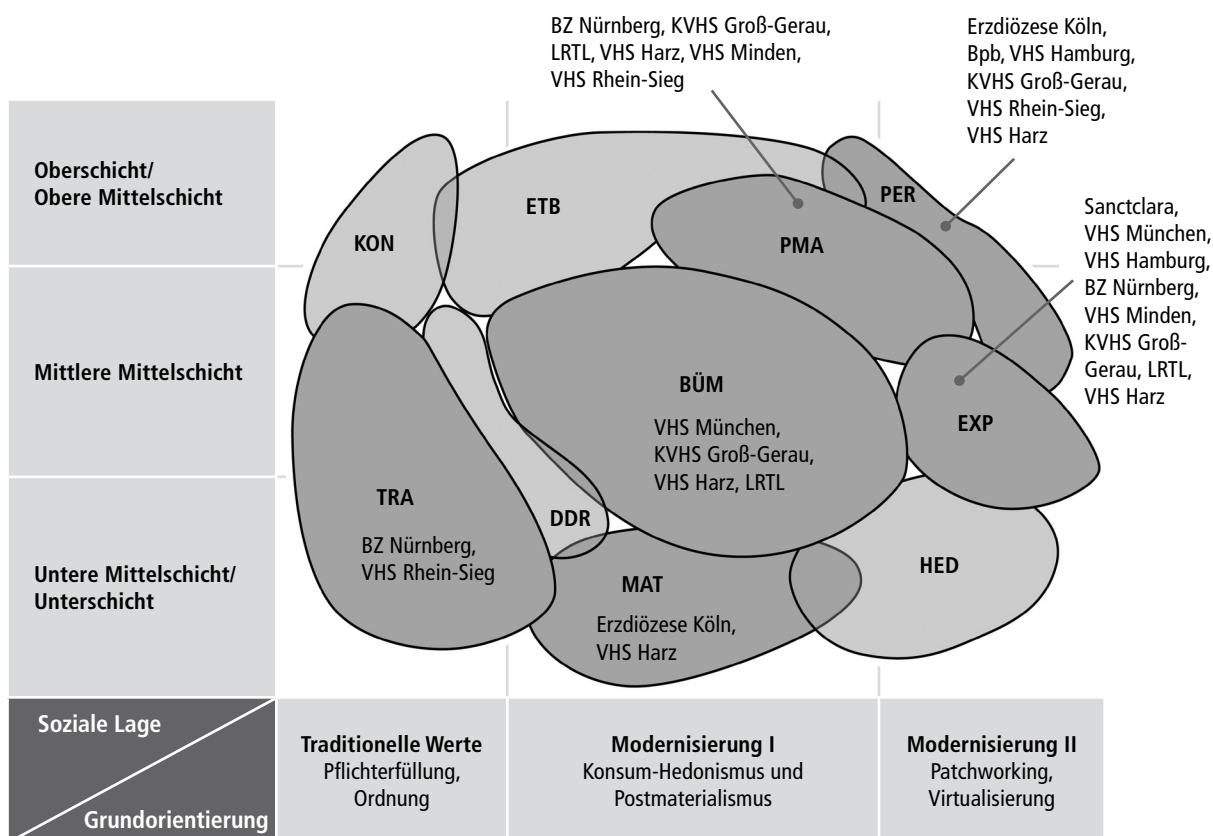 BZ Nürnberg, KVHS Groß-Gerau,
LRTL, VHS Harz, VHS Minden,
VHS Rhein-Sieg
Erzdiözese Köln,
Bpb, VHS Hamburg,
KVHS Groß-Gerau,
VHS Rhein-Sieg,
VHS Harz
Sanctclara,
VHS München,
VHS Hamburg,
BZ Nürnberg,
VHS Minden,
KVHS Groß-
Gerau, LRTL,
VHS Harz
Oberschicht/
Obere Mittelschicht
KON
ETB
PMA
PER
Mittlere Mittelschicht
BÜM
VHS München,
KVHS Groß-Gerau,
VHS Harz, LRTL
EXP
Untere Mittelschicht/
Unterschicht
TRA
BZ Nürnberg,
VHS Rhein-Sieg
DDR
MAT
Erzdiözese Köln,
VHS Harz
HED
Soziale Lage
Grundorientierung
Traditionelle Werte
Pflichterfüllung,
Ordnung
Modernisierung I
Konsum-Hedonismus und
Postmaterialismus
Modernisierung II
Patchworking,
Virtualisierung